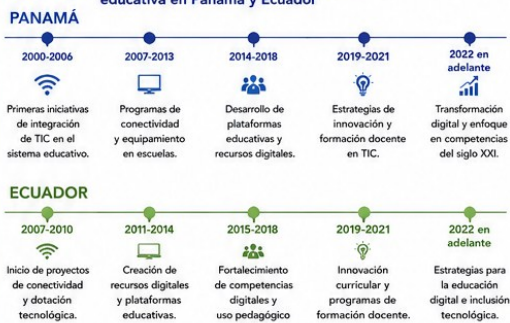 educativa en Panamá y Ecuador
PANAMÁ
2000-2006
Primeras iniciativas
de integración
de TIC en el
sistema educativo.
2007-2013
Programas de
conectividad
y equipamiento
en escuelas.
2014-2018
Desarrollo de
plataformas
educativas y
recursos digitales.
2019-2021
Estrategias de
innovación y
formación docente
en TIC.
2022 en
adelante
Transformación
digital y enfoque
en competencias
del siglo XXI.
ECUADOR
2007-2010
Inicio de proyectos
de conectividad
y dotación
tecnológica.
2011-2014
Creación de
recursos digitales
y plataformas
educativas.
2015-2018
Fortalecimiento
de competencias
digitales y
uso pedagógico
2019-2021
Innovación
curricular y
programas de
formación docente.
2022 en
adelante
Estrategias para
la educación
digital e inclusión
tecnológica.